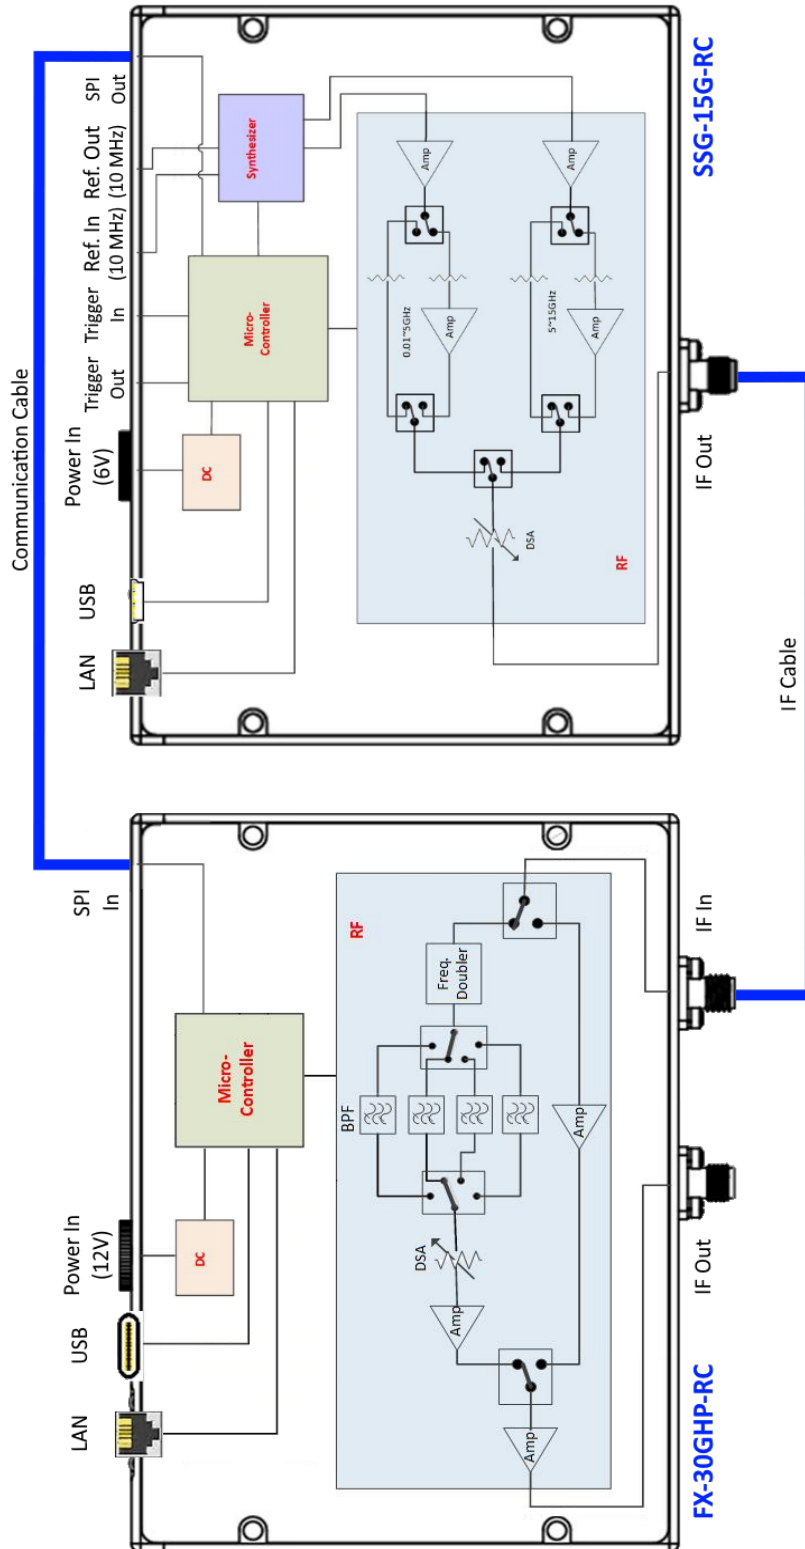 Communication Cable
LAN
USB
Power In
(6V)
Trigger
Out
Trigger
In
Ref. In
(10 MHz)
Ref. Out
(10 MHz)
SPI
Out
DC
Micro-
Controller
Synthesizer
0.01~5GHz
5~15GHz
Amp
Amp
Amp
Amp
DSA
RF
IF Out
SSG-15G-RC
IF Cable
LAN
USB
Power In
(12V)
SPI
In
DC
Micro-
Controller
RF
Freq.
Doubler
BPF
DSA
Amp
Amp
Amp
IF Out
IF In
FX-30GHP-RC